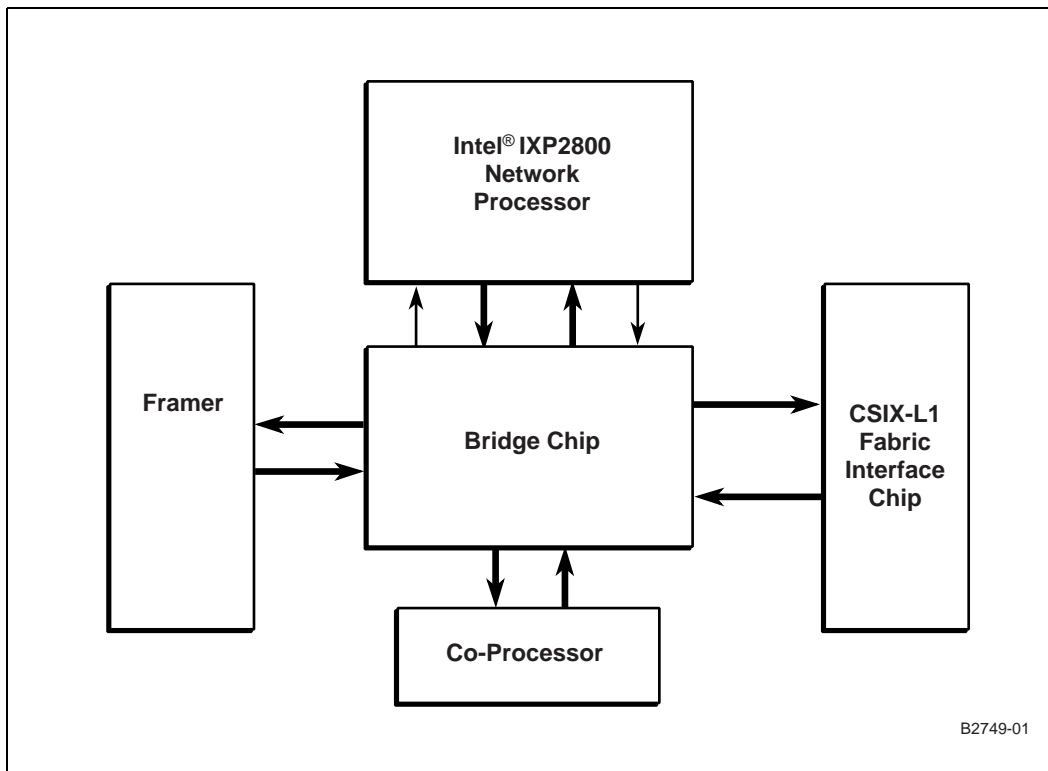 Intel® IXP2800
Network
Processor
Framer
Bridge Chip
CSIX-L1
Fabric
Interface
Chip
Co-Processor
B2749-01